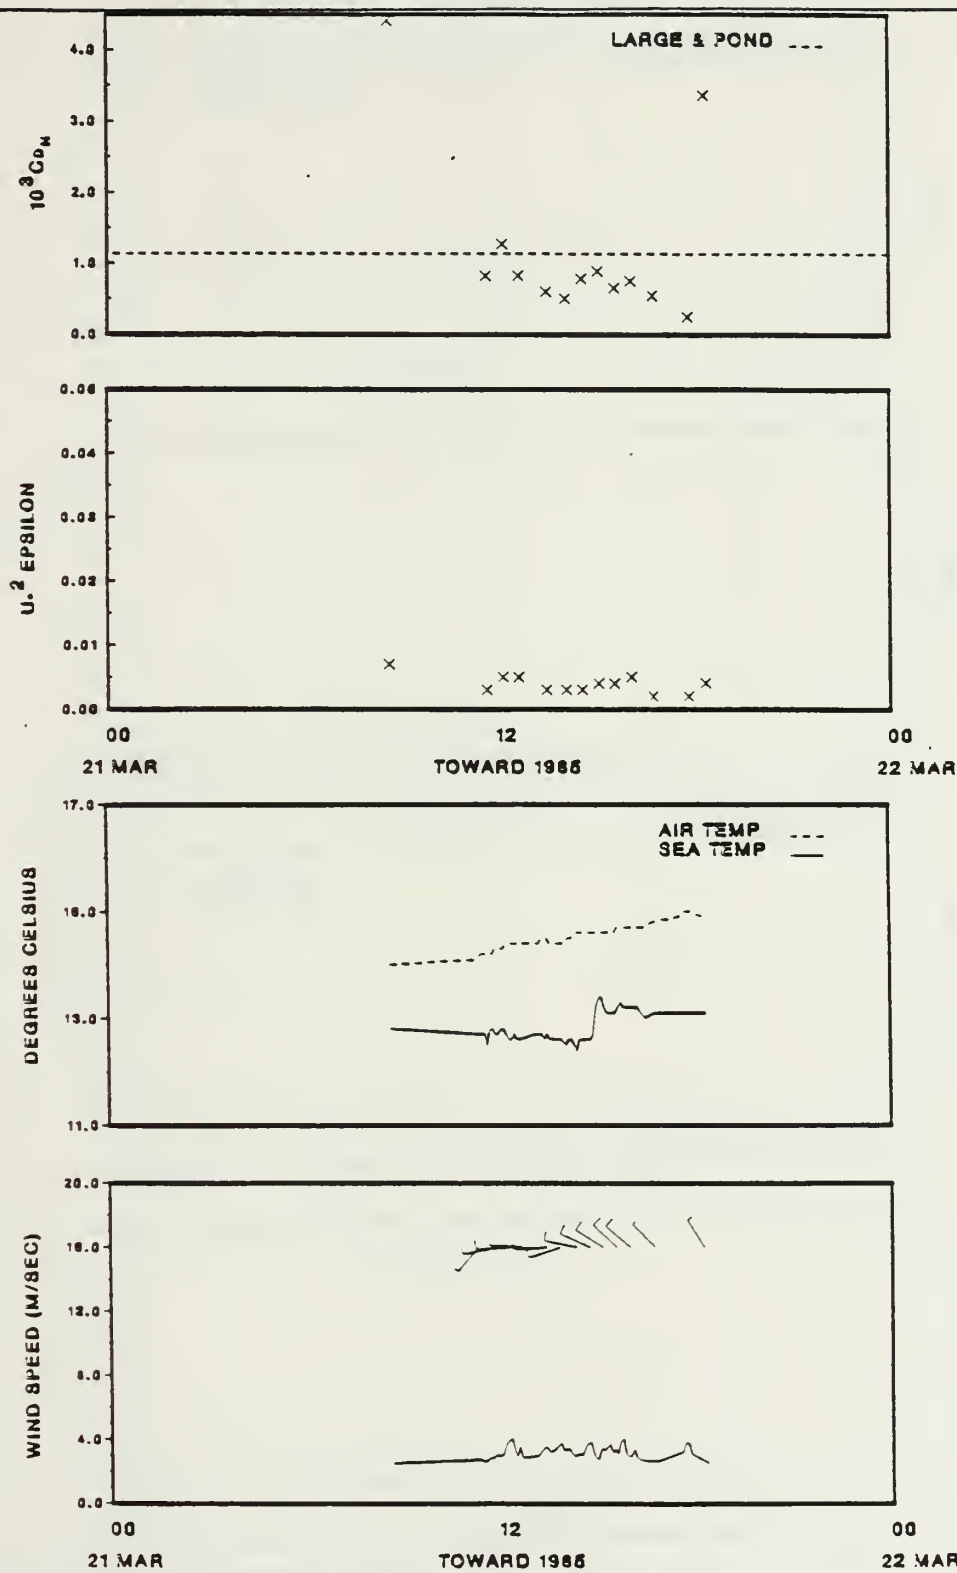 LARGE & POND
4.0
3.0
2.0
1.0
0.0
10³C_DN
0.05
0.04
0.03
0.02
0.01
0.00
U.² EPSILON
00 12 00
21 MAR TOWARD 1985 22 MAR
AIR TEMP
SEA TEMP
17.0
15.0
13.0
11.0
DEGREES CELSIUS
20.0
16.0
12.0
8.0
4.0
0.0
WIND SPEED (M/SEC)
00 12 00
21 MAR TOWARD 1985 22 MAR